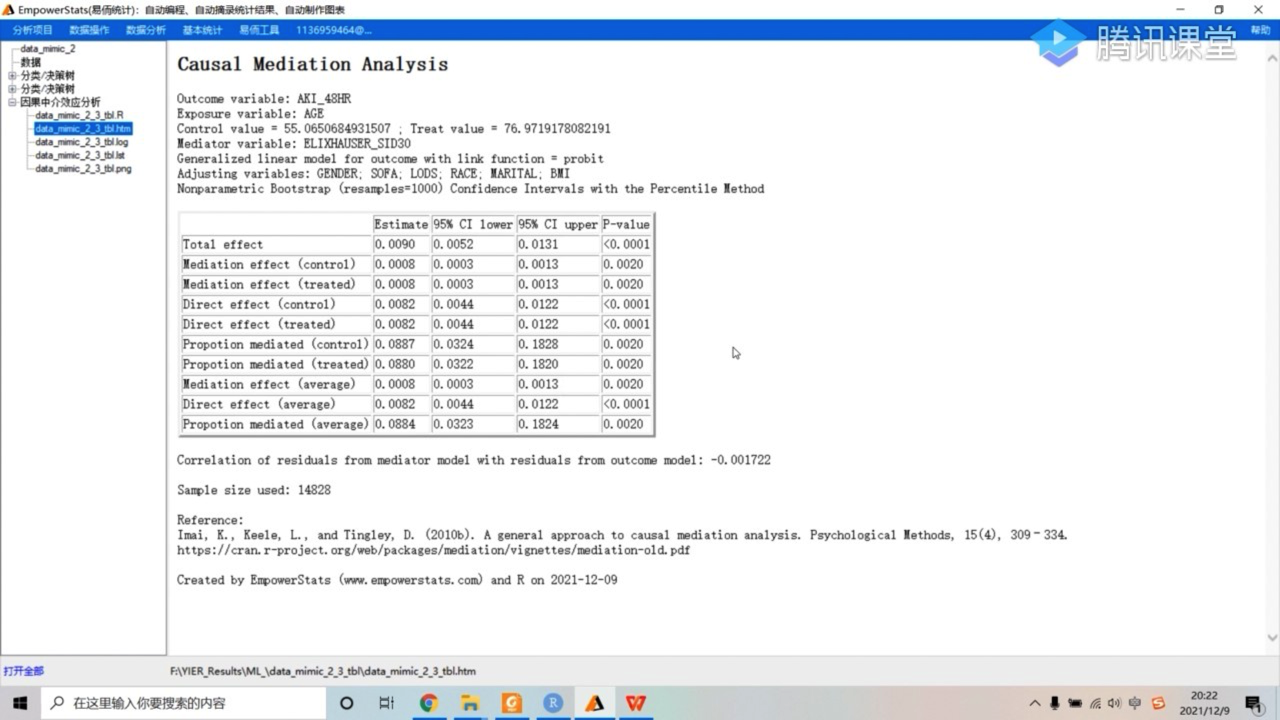 EmpowerStats(易侕统计)：自动编程、自动摘录统计结果、自动制作图表
分析项目 数据操作 数据分析 基本统计 易侕工具 1136959464@... 帮助
腾讯课堂
data_mimic_2
数据
分类/决策树
分类/决策树
因果中介效应分析
data_mimic_2_3_tbl.R
data_mimic_2_3_tbl.htm
data_mimic_2_3_tbl.log
data_mimic_2_3_tbl.lst
data_mimic_2_3_tbl.png
Causal Mediation Analysis
Outcome variable: AKI_48HR
Exposure variable: AGE
Control value = 55.0650684931507 ; Treat value = 76.9719178082191
Mediator variable: ELIXHAUSER_SID30
Generalized linear model for outcome with link function = probit
Adjusting variables: GENDER; SOFA; LODS; RACE; MARITAL; BMI
Nonparametric Bootstrap (resamples=1000) Confidence Intervals with the Percentile Method
Estimate 95% CI lower 95% CI upper P-value
Total effect 0.0090 0.0052 0.0131 <0.0001
Mediation effect (control) 0.0008 0.0003 0.0013 0.0020
Mediation effect (treated) 0.0008 0.0003 0.0013 0.0020
Direct effect (control) 0.0082 0.0044 0.0122 <0.0001
Direct effect (treated) 0.0082 0.0044 0.0122 <0.0001
Propotion mediated (control) 0.0887 0.0324 0.1828 0.0020
Propotion mediated (treated) 0.0880 0.0322 0.1820 0.0020
Mediation effect (average) 0.0008 0.0003 0.0013 0.0020
Direct effect (average) 0.0082 0.0044 0.0122 <0.0001
Propotion mediated (average) 0.0884 0.0323 0.1824 0.0020
Correlation of residuals from mediator model with residuals from outcome model: -0.001722
Sample size used: 14828
Reference:
Imai, K., Keele, L., and Tingley, D. (2010b). A general approach to causal mediation analysis. Psychological Methods, 15(4), 309-334.
https://cran.r-project.org/web/packages/mediation/vignettes/mediation-old.pdf
Created by EmpowerStats (www.empowerstats.com) and R on 2021-12-09
打开全部 F:\YIER_Results\ML_\data_mimic_2_3_tbl\data_mimic_2_3_tbl.htm
在这里输入你要搜索的内容
R
中
20:22
2021/12/9
1